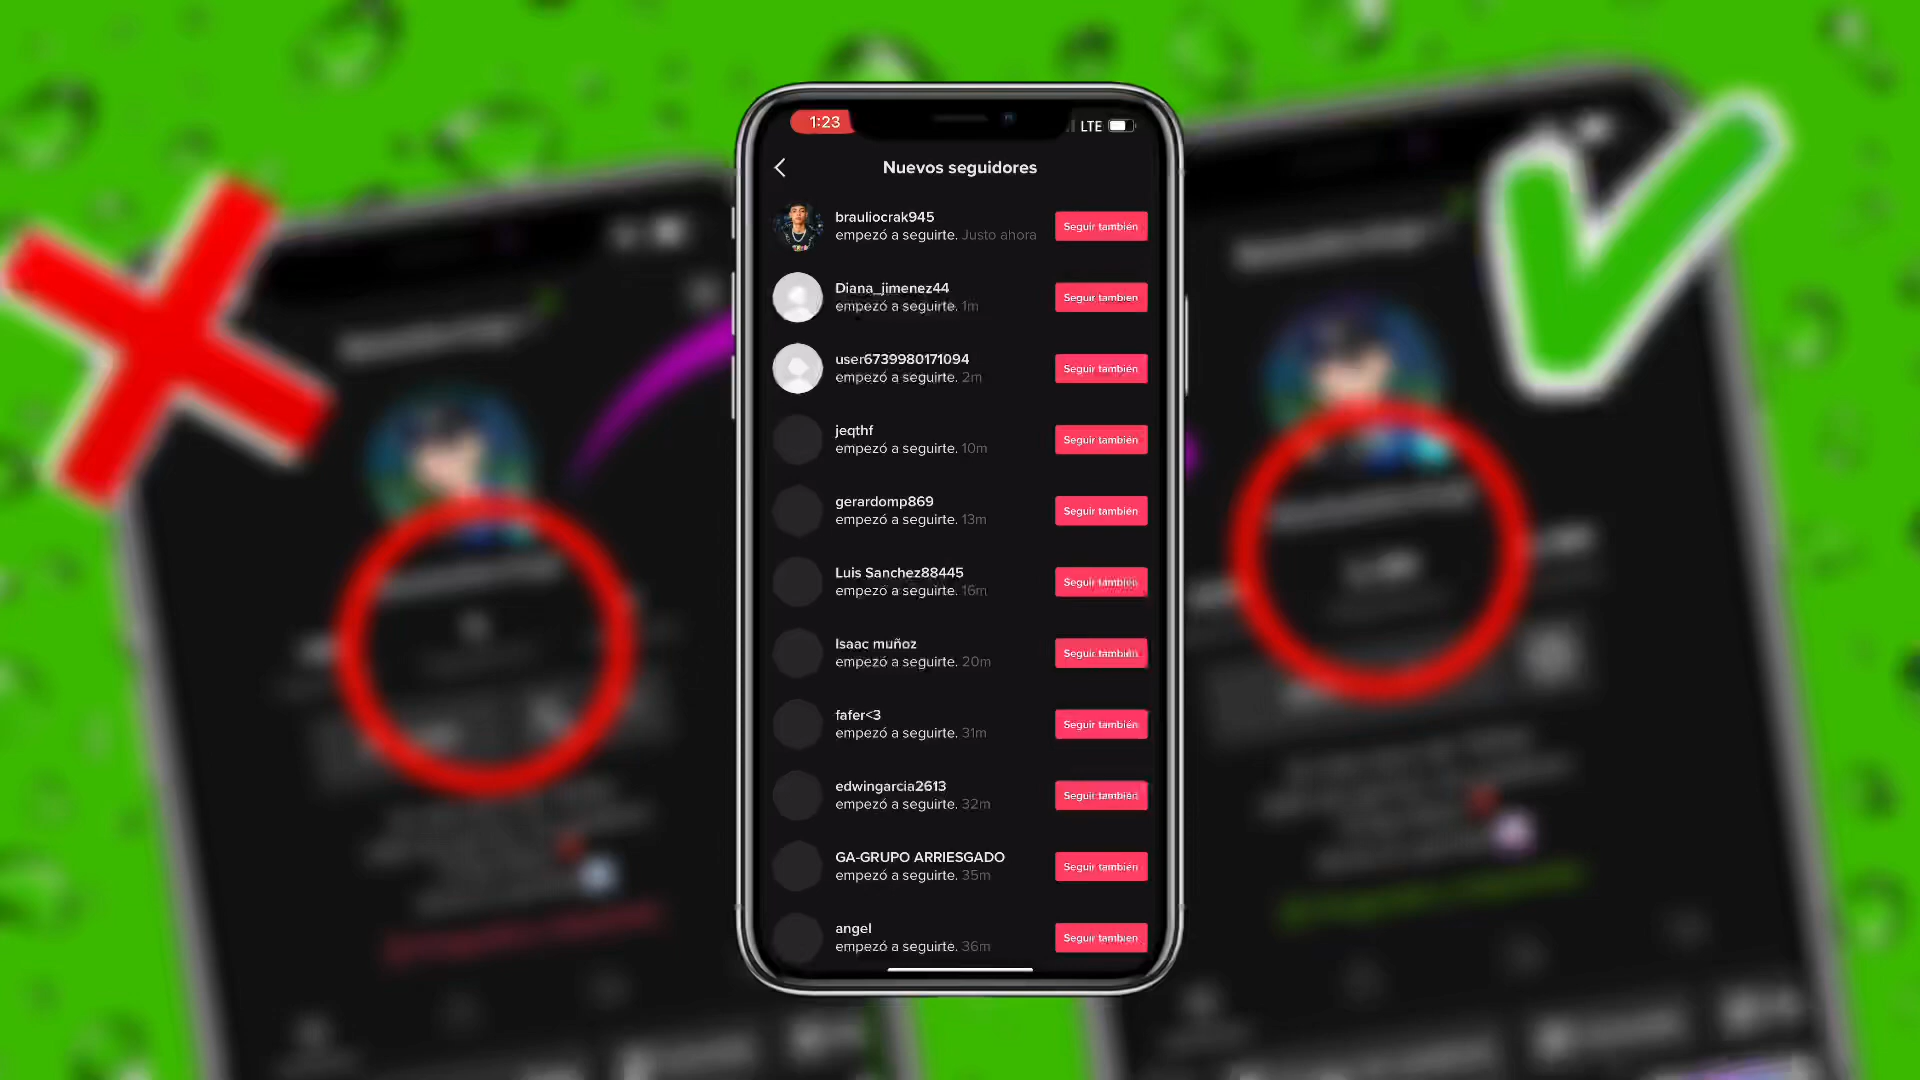 1:23
LTE
Nuevos seguidores
brauliocrak945
empezó a seguirte. Justo ahora
Seguir también
Diana_jimenez44
empezó a seguirte. 1m
Seguir también
user6739980171094
empezó a seguirte. 2m
Seguir también
jeqthf
empezó a seguirte. 10m
Seguir también
gerardomp869
empezó a seguirte. 13m
Seguir también
Luis Sanchez88445
empezó a seguirte. 16m
Seguir también
Isaac muñoz
empezó a seguirte. 20m
Seguir también
fafer<3
empezó a seguirte. 31m
Seguir también
edwingarcia2613
empezó a seguirte. 32m
Seguir también
GA-GRUPO ARRIESGADO
empezó a seguirte. 35m
Seguir también
angel
empezó a seguirte. 36m
Seguir también